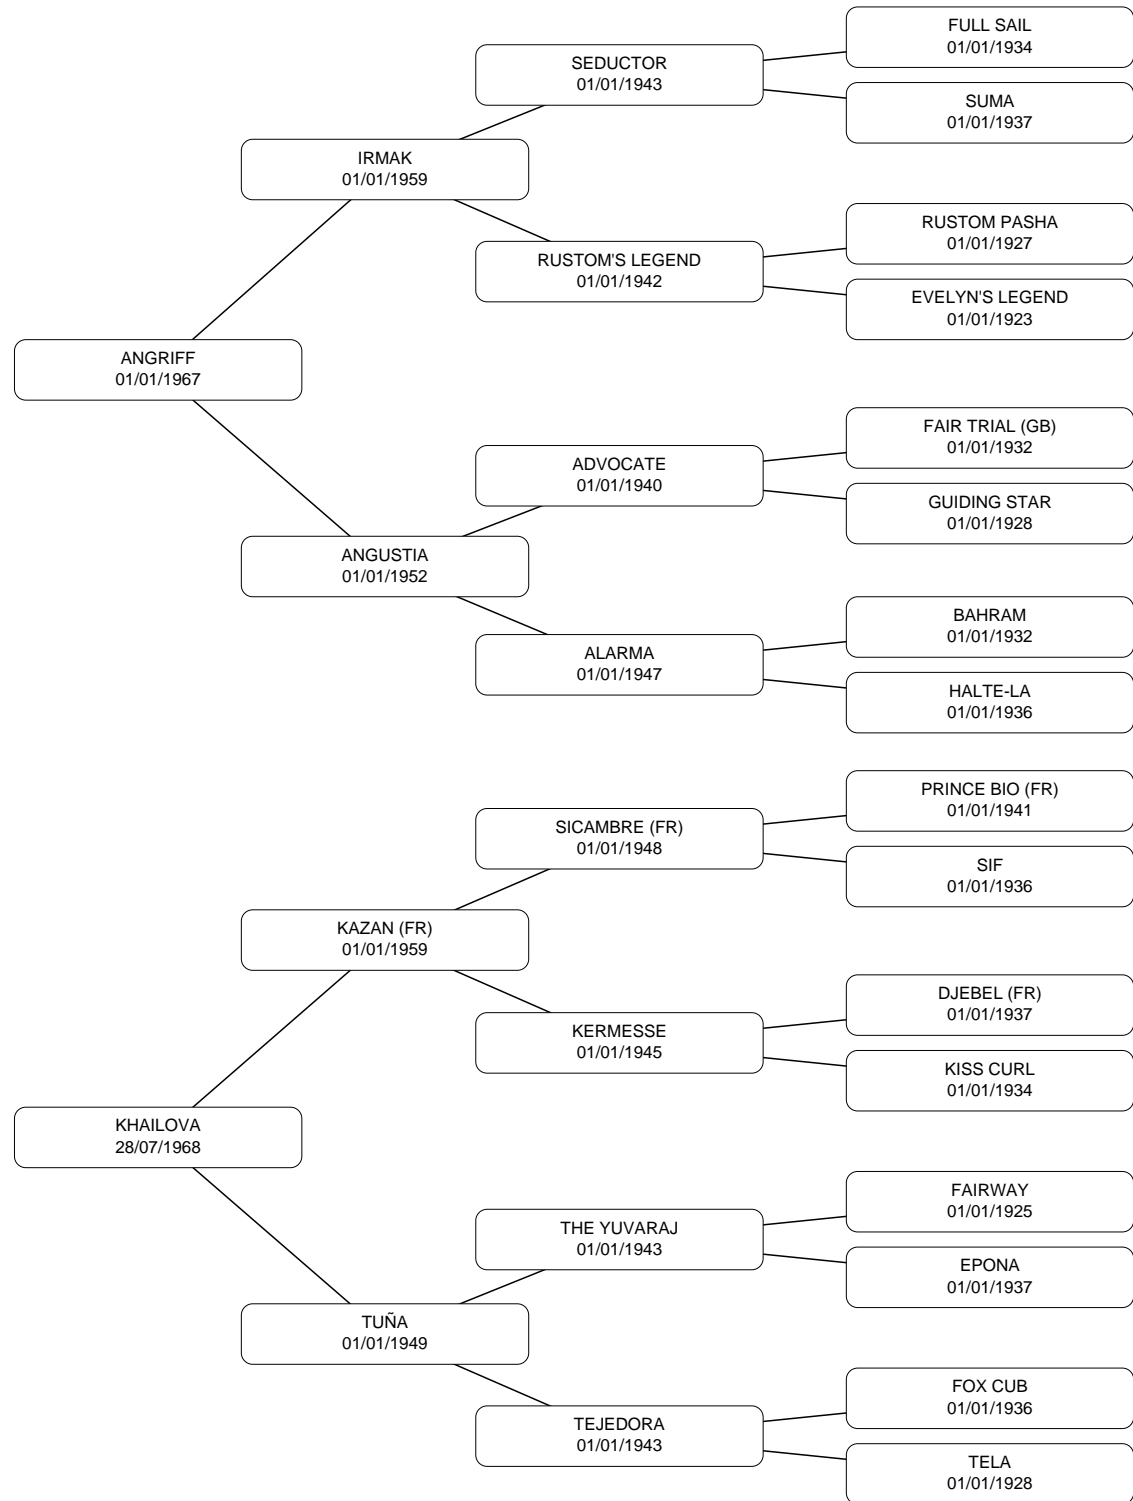 FULL SAIL
01/01/1934
SEDUCTOR
01/01/1943
SUMA
01/01/1937
IRMAK
01/01/1959
RUSTOM PASHA
01/01/1927
RUSTOM'S LEGEND
01/01/1942
EVELYN'S LEGEND
01/01/1923
ANGRIFF
01/01/1967
FAIR TRIAL (GB)
01/01/1932
ADVOCATE
01/01/1940
GUIDING STAR
01/01/1928
ANGUSTIA
01/01/1952
BAHRAM
01/01/1932
ALARMA
01/01/1947
HALTE-LA
01/01/1936
PRINCE BIO (FR)
01/01/1941
SICAMBRE (FR)
01/01/1948
SIF
01/01/1936
KAZAN (FR)
01/01/1959
DJEBEL (FR)
01/01/1937
KERMESSE
01/01/1945
KISS CURL
01/01/1934
KHAILOVA
28/07/1968
FAIRWAY
01/01/1925
THE YUVARAJ
01/01/1943
EPONA
01/01/1937
TUÑA
01/01/1949
FOX CUB
01/01/1936
TEJEDORA
01/01/1943
TELA
01/01/1928